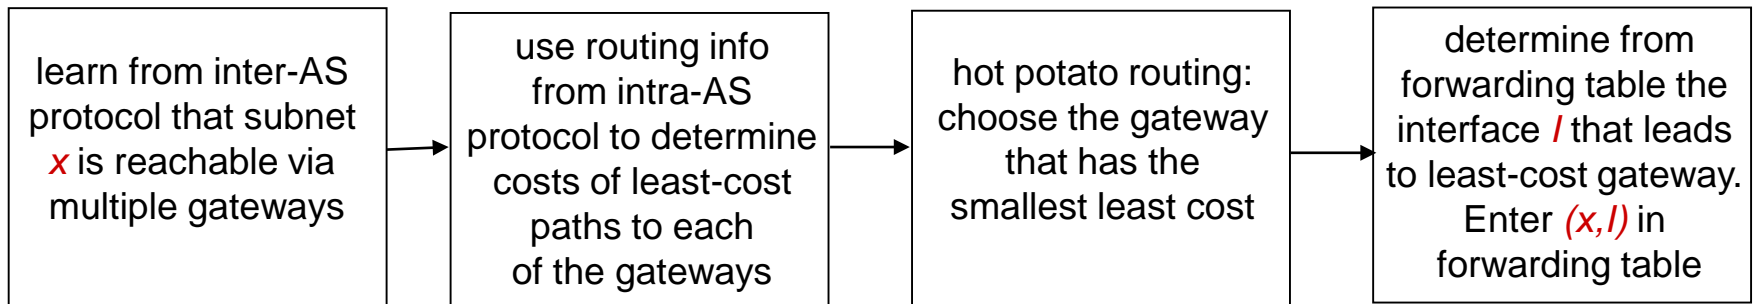 learn from inter-AS
protocol that subnet
x is reachable via
multiple gateways
use routing info
from intra-AS
protocol to determine
costs of least-cost
paths to each
of the gateways
hot potato routing:
choose the gateway
that has the
smallest least cost
determine from
forwarding table the
interface I that leads
to least-cost gateway.
Enter (x,I) in
forwarding table